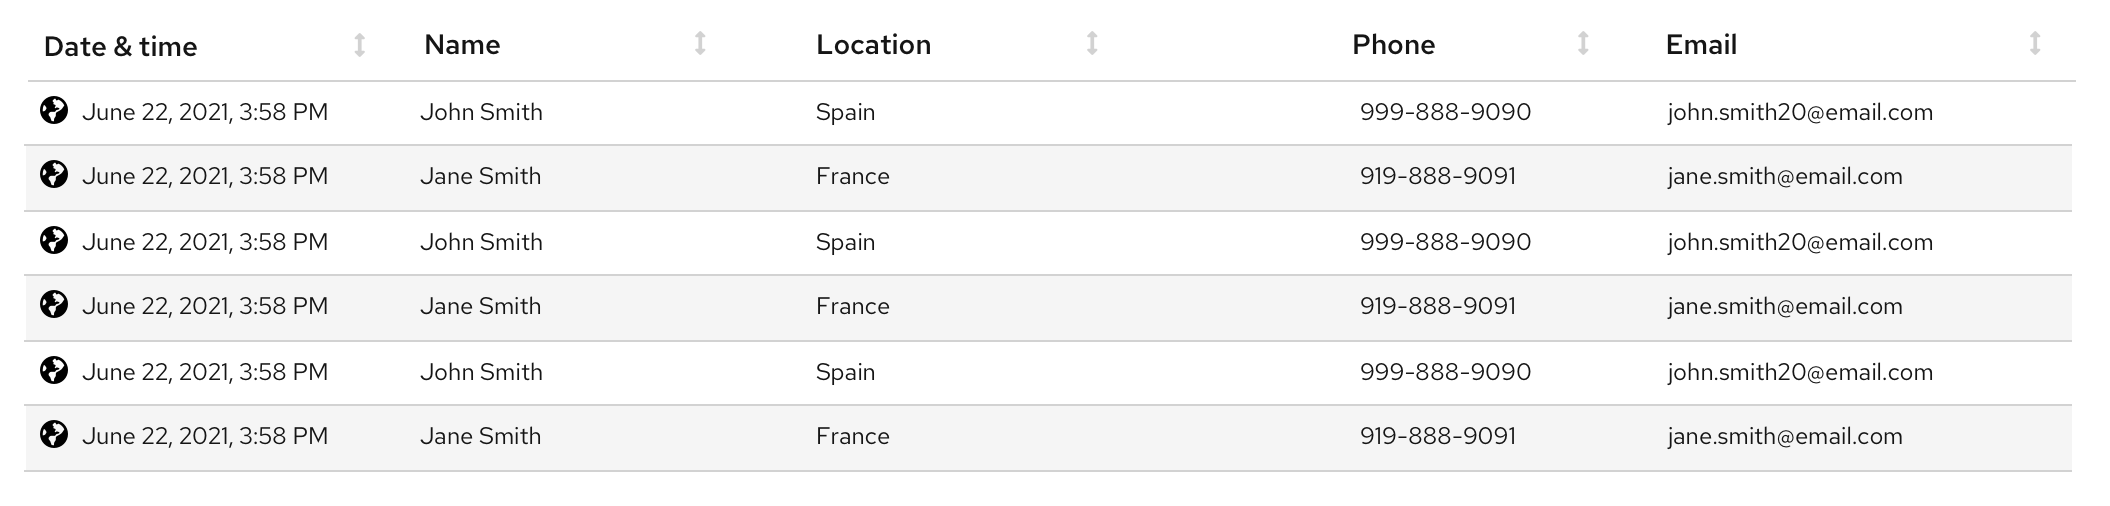 Date & time Name Location Phone Email
June 22, 2021, 3:58 PM John Smith Spain 999-888-9090 john.smith20@email.com
June 22, 2021, 3:58 PM Jane Smith France 919-888-9091 jane.smith@email.com
June 22, 2021, 3:58 PM John Smith Spain 999-888-9090 john.smith20@email.com
June 22, 2021, 3:58 PM Jane Smith France 919-888-9091 jane.smith@email.com
June 22, 2021, 3:58 PM John Smith Spain 999-888-9090 john.smith20@email.com
June 22, 2021, 3:58 PM Jane Smith France 919-888-9091 jane.smith@email.com